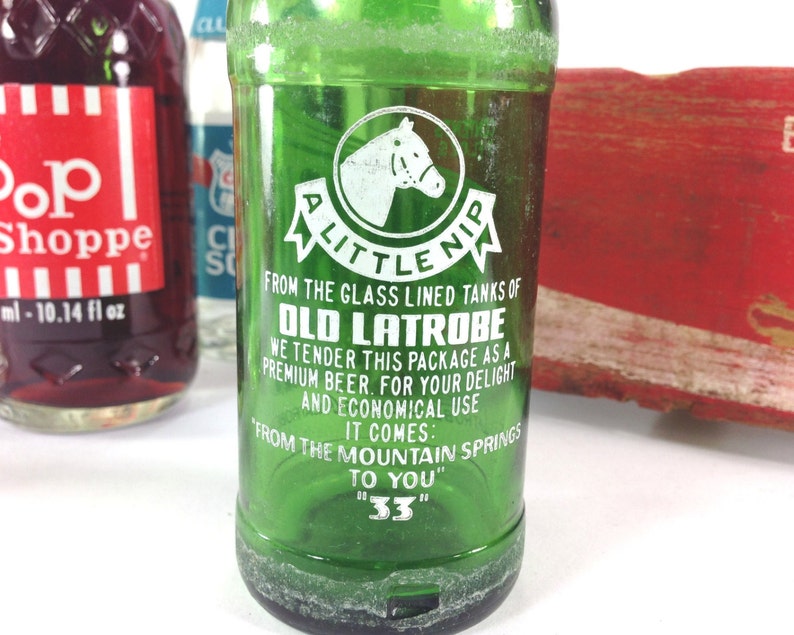 A LITTLE NIP
FROM THE GLASS LINED TANKS OF
OLD LATROBE
WE TENDER THIS PACKAGE AS A
PREMIUM BEER. FOR YOUR DELIGHT
AND ECONOMICAL USE
IT COMES:
"FROM THE MOUNTAIN SPRINGS
TO YOU"
"33"
Pop
Shoppe
ml - 10.14 fl oz